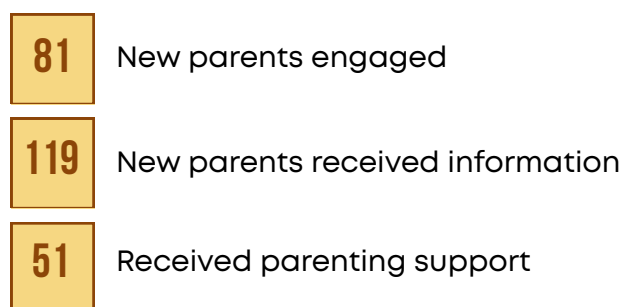 81 New parents engaged
119 New parents received information
51 Received parenting support